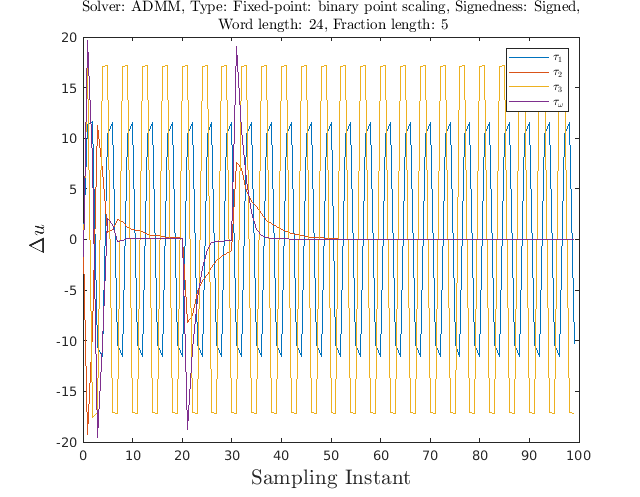 Solver: ADMM, Type: Fixed-point: binary point scaling, Signedness: Signed,
Word length: 24, Fraction length: 5
20
15
10
5
0
-5
-10
-15
-20
Δu
τ1
τ2
τ3
τω
0 10 20 30 40 50 60 70 80 90 100
Sampling Instant